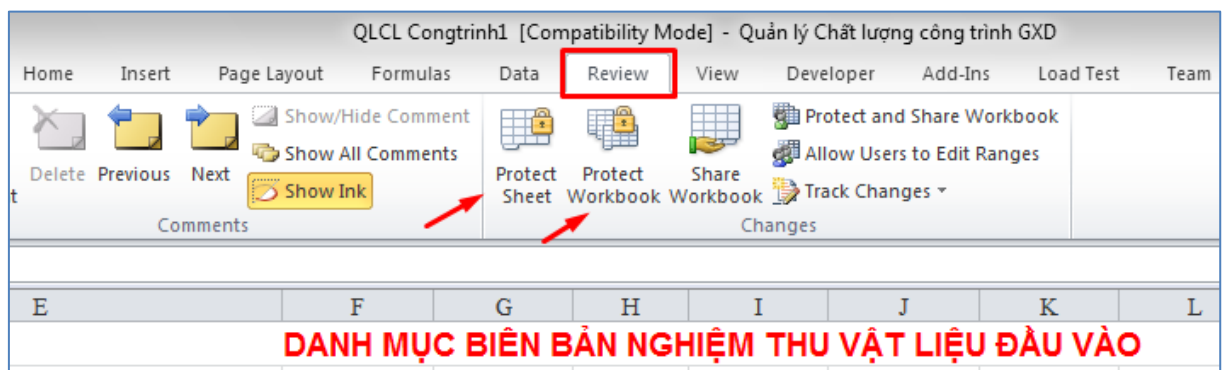 QLCL Congtrinh1 [Compatibility Mode] - Quản lý Chất lượng công trình GXD
Home Insert Page Layout Formulas Data Review View Developer Add-Ins Load Test Team
Show/Hide Comment
Show All Comments
Show Ink
Delete Previous Next
t
Comments
Protect Sheet
Protect Workbook
Share Workbook
Protect and Share Workbook
Allow Users to Edit Ranges
Track Changes
Changes
E F G H I J K L
DANH MỤC BIÊN BẢN NGHIỆM THU VẬT LIỆU ĐẦU VÀO